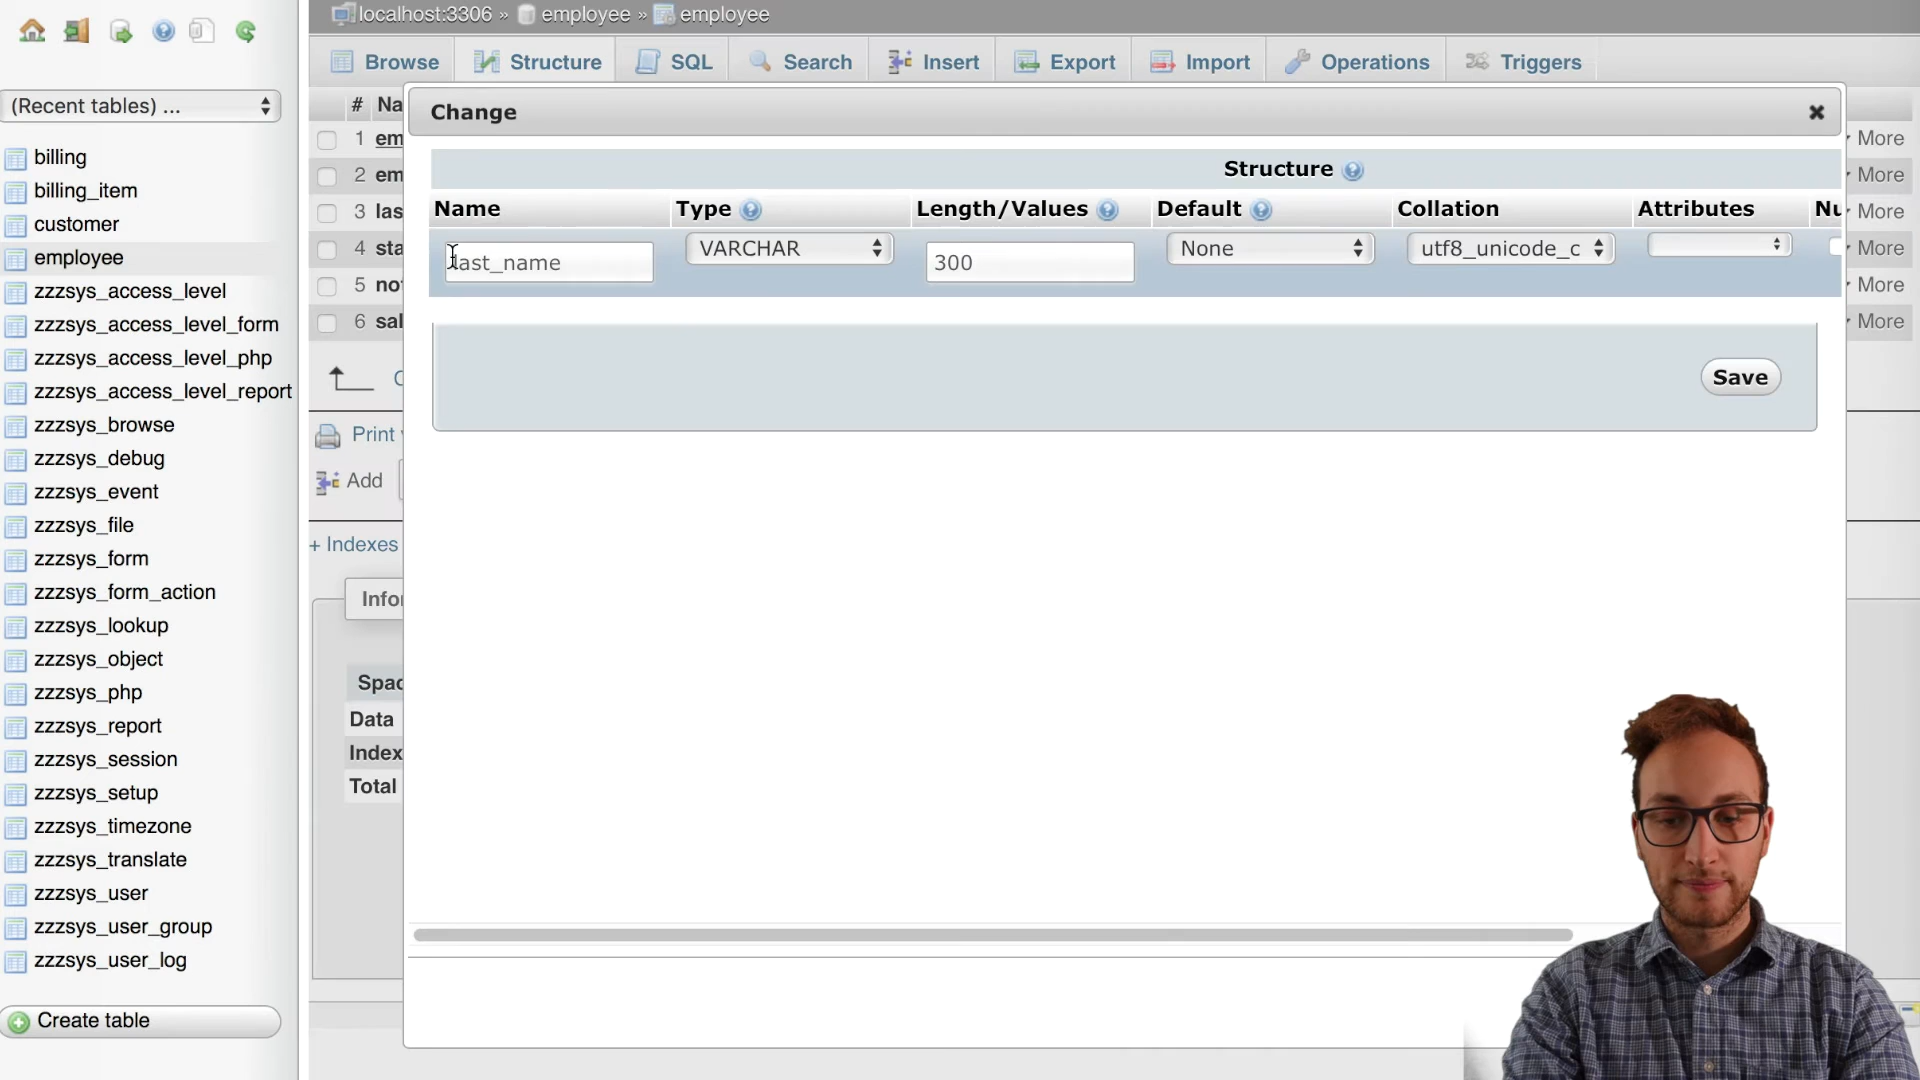 localhost:3306 » employee » employee
Browse Structure SQL Search Insert Export Import Operations Triggers
(Recent tables) ...
billing
billing_item
customer
employee
zzzsys_access_level
zzzsys_access_level_form
zzzsys_access_level_php
zzzsys_access_level_report
zzzsys_browse
zzzsys_debug
zzzsys_event
zzzsys_file
zzzsys_form
zzzsys_form_action
zzzsys_lookup
zzzsys_object
zzzsys_php
zzzsys_report
zzzsys_session
zzzsys_setup
zzzsys_timezone
zzzsys_translate
zzzsys_user
zzzsys_user_group
zzzsys_user_log
Create table
# Na
1 em
2 em
3 las
4 sta
5 no
6 sal
Print
Add
+ Indexes
Infor
Spac
Data
Index
Total
Change
Structure
Name Type Length/Values Default Collation Attributes Nu
last_name VARCHAR 300 None utf8_unicode_c
Save
More
More
More
More
More
More